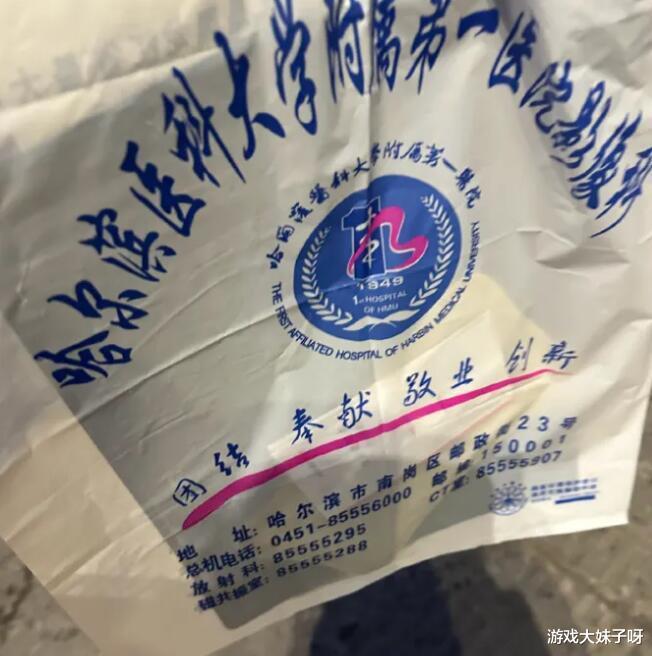 哈尔滨医科大学附属第一医院影像科
哈尔滨醫科大学附属第一醫院
1949
1st HOSPITAL
OF HMU
THE FIRST AFFILIATED HOSPITAL OF HARBIN MEDICAL UNIVERSITY
团结 奉献 敬业 创新
地 址: 哈尔滨市南岗区邮政街23号
总机电话: 0451-85556000 邮编 150001
放射科: 85555295 CT室: 85555907
磁共振室: 85555288
游戏大妹子呀